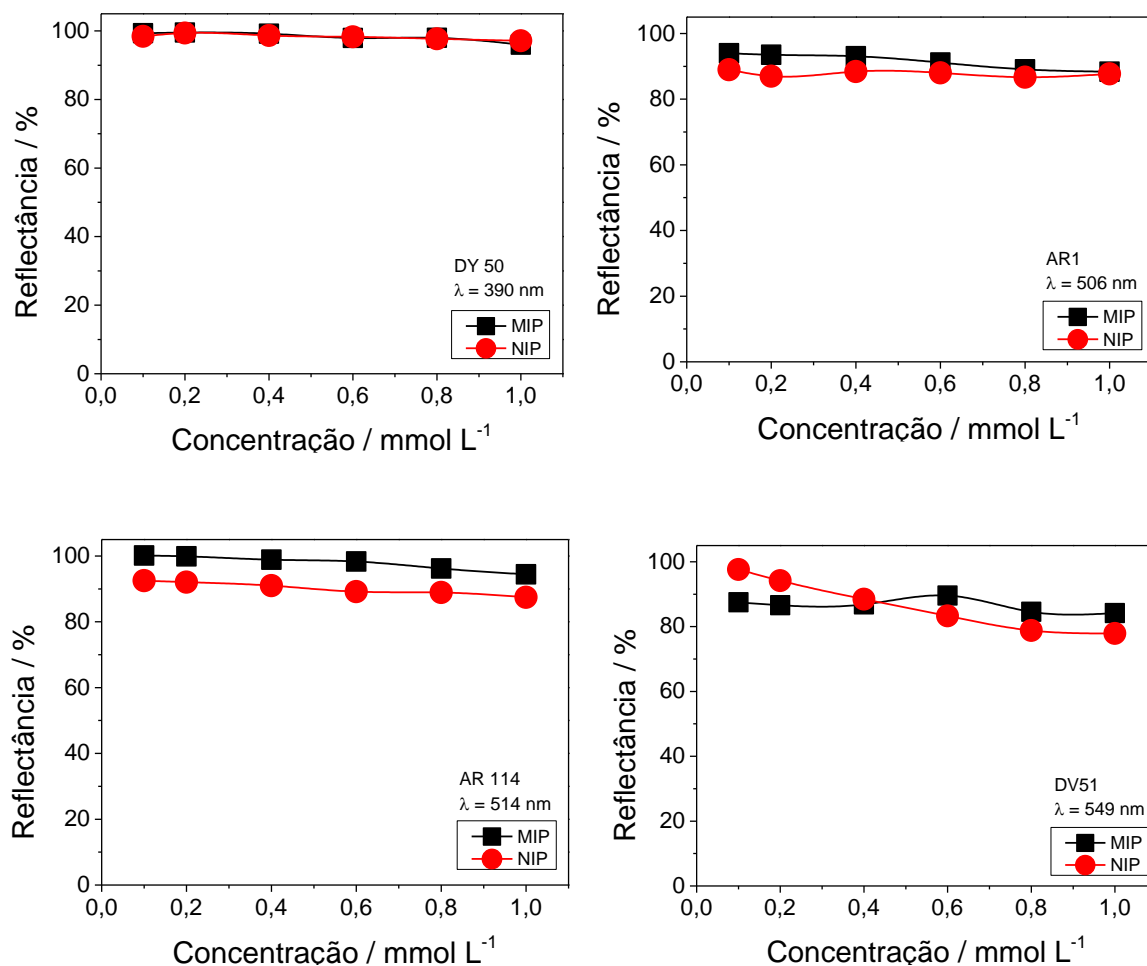 Reflectância / %
100
80
60
40
20
0
DY 50
λ = 390 nm
MIP
NIP
0,0 0,2 0,4 0,6 0,8 1,0
Concentração / mmol L⁻¹
Reflectância / %
100
80
60
40
20
0
AR1
λ = 506 nm
MIP
NIP
0,0 0,2 0,4 0,6 0,8 1,0
Concentração / mmol L⁻¹
Reflectância / %
100
80
60
40
20
0
AR 114
λ = 514 nm
MIP
NIP
0,0 0,2 0,4 0,6 0,8 1,0
Concentração / mmol L⁻¹
Reflectância / %
100
80
60
40
20
0
DV51
λ = 549 nm
MIP
NIP
0,0 0,2 0,4 0,6 0,8 1,0
Concentração / mmol L⁻¹